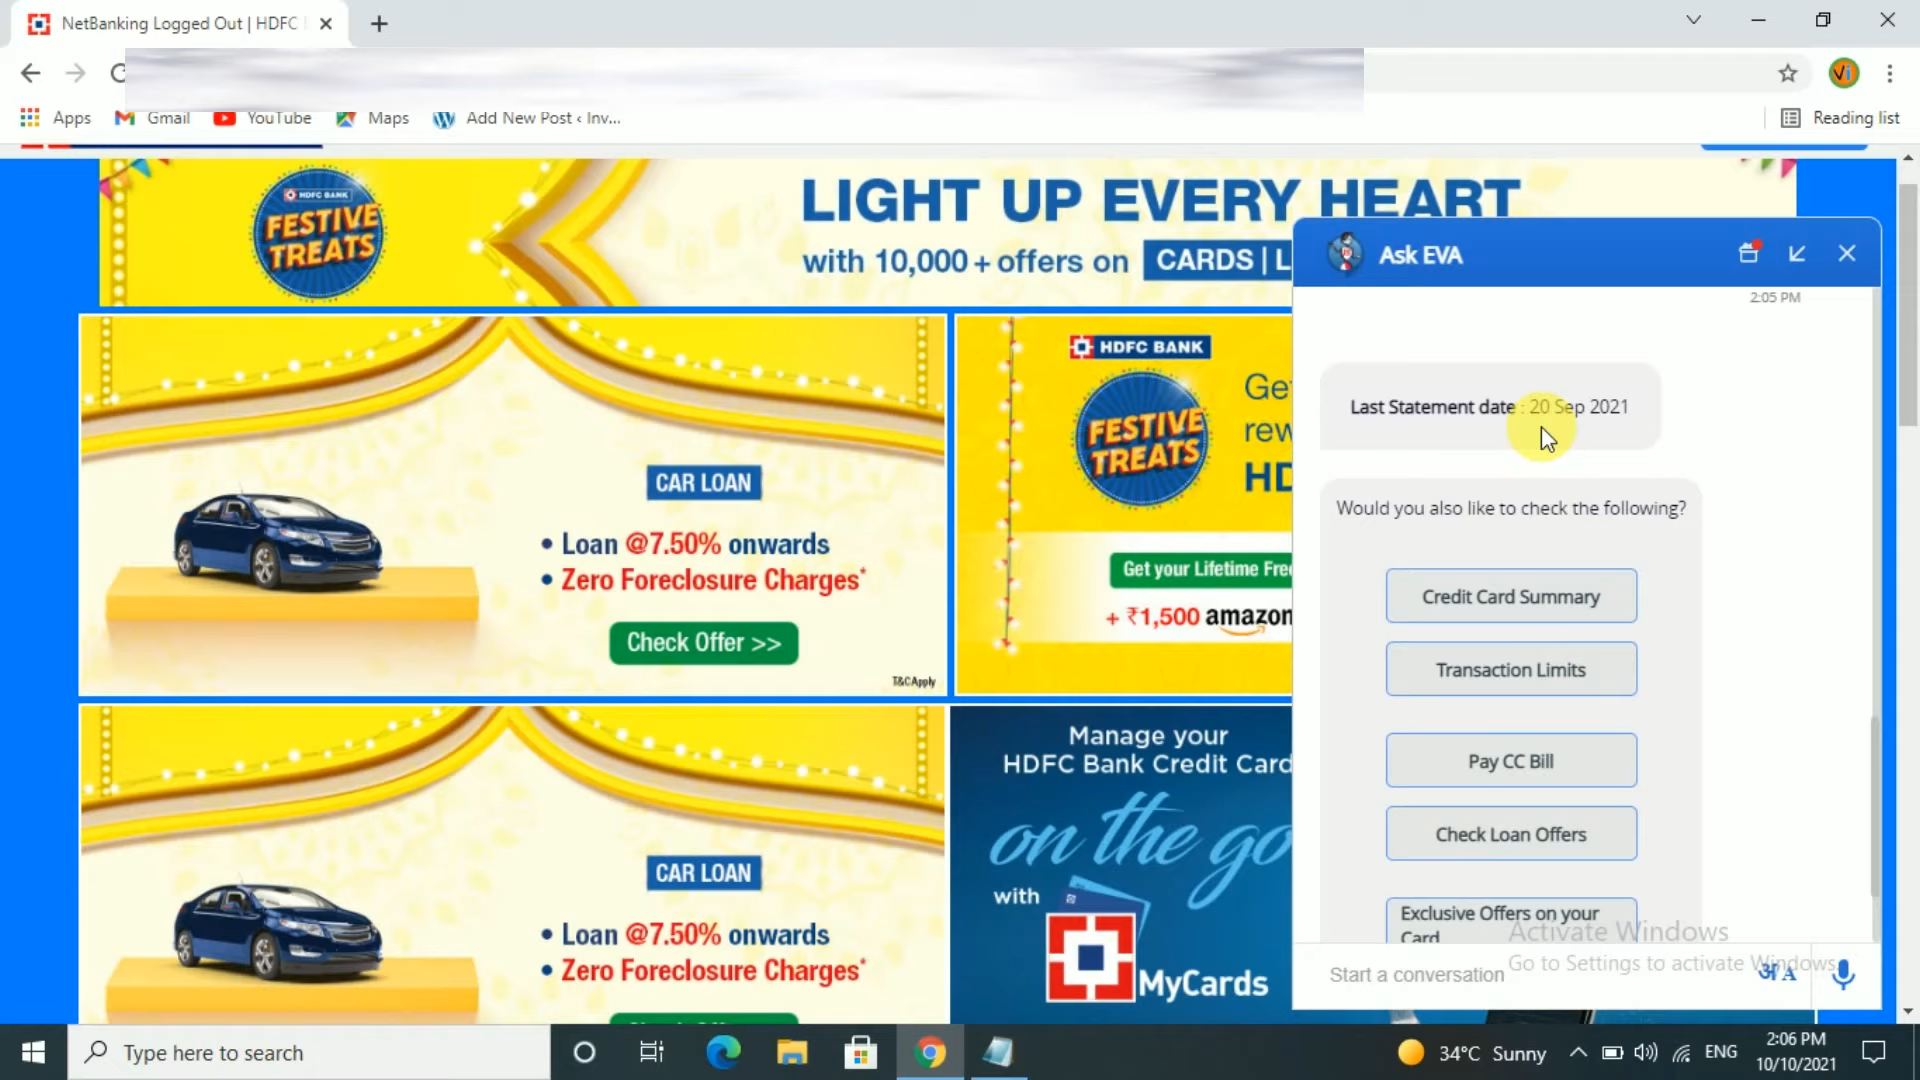 NetBanking Logged Out | HDFC
Apps
Gmail
YouTube
Maps
Add New Post ‹ Inv...
Reading list
HDFC BANK
FESTIVE
TREATS
LIGHT UP EVERY HEART
with 10,000 + offers on CARDS | L
CAR LOAN
• Loan @7.50% onwards
• Zero Foreclosure Charges*
Check Offer >>
T&C Apply
HDFC BANK
FESTIVE
TREATS
Get your Lifetime Free
+ ₹1,500 amazon
CAR LOAN
• Loan @7.50% onwards
• Zero Foreclosure Charges*
Manage your
HDFC Bank Credit Card
on the go
with
MyCards
Ask EVA
2:05 PM
Last Statement date : 20 Sep 2021
Would you also like to check the following?
Credit Card Summary
Transaction Limits
Pay CC Bill
Check Loan Offers
Exclusive Offers on your
Card
Activate Windows
Go to Settings to activate Windows.
Start a conversation
अ A
Type here to search
34°C Sunny
ENG
2:06 PM
10/10/2021